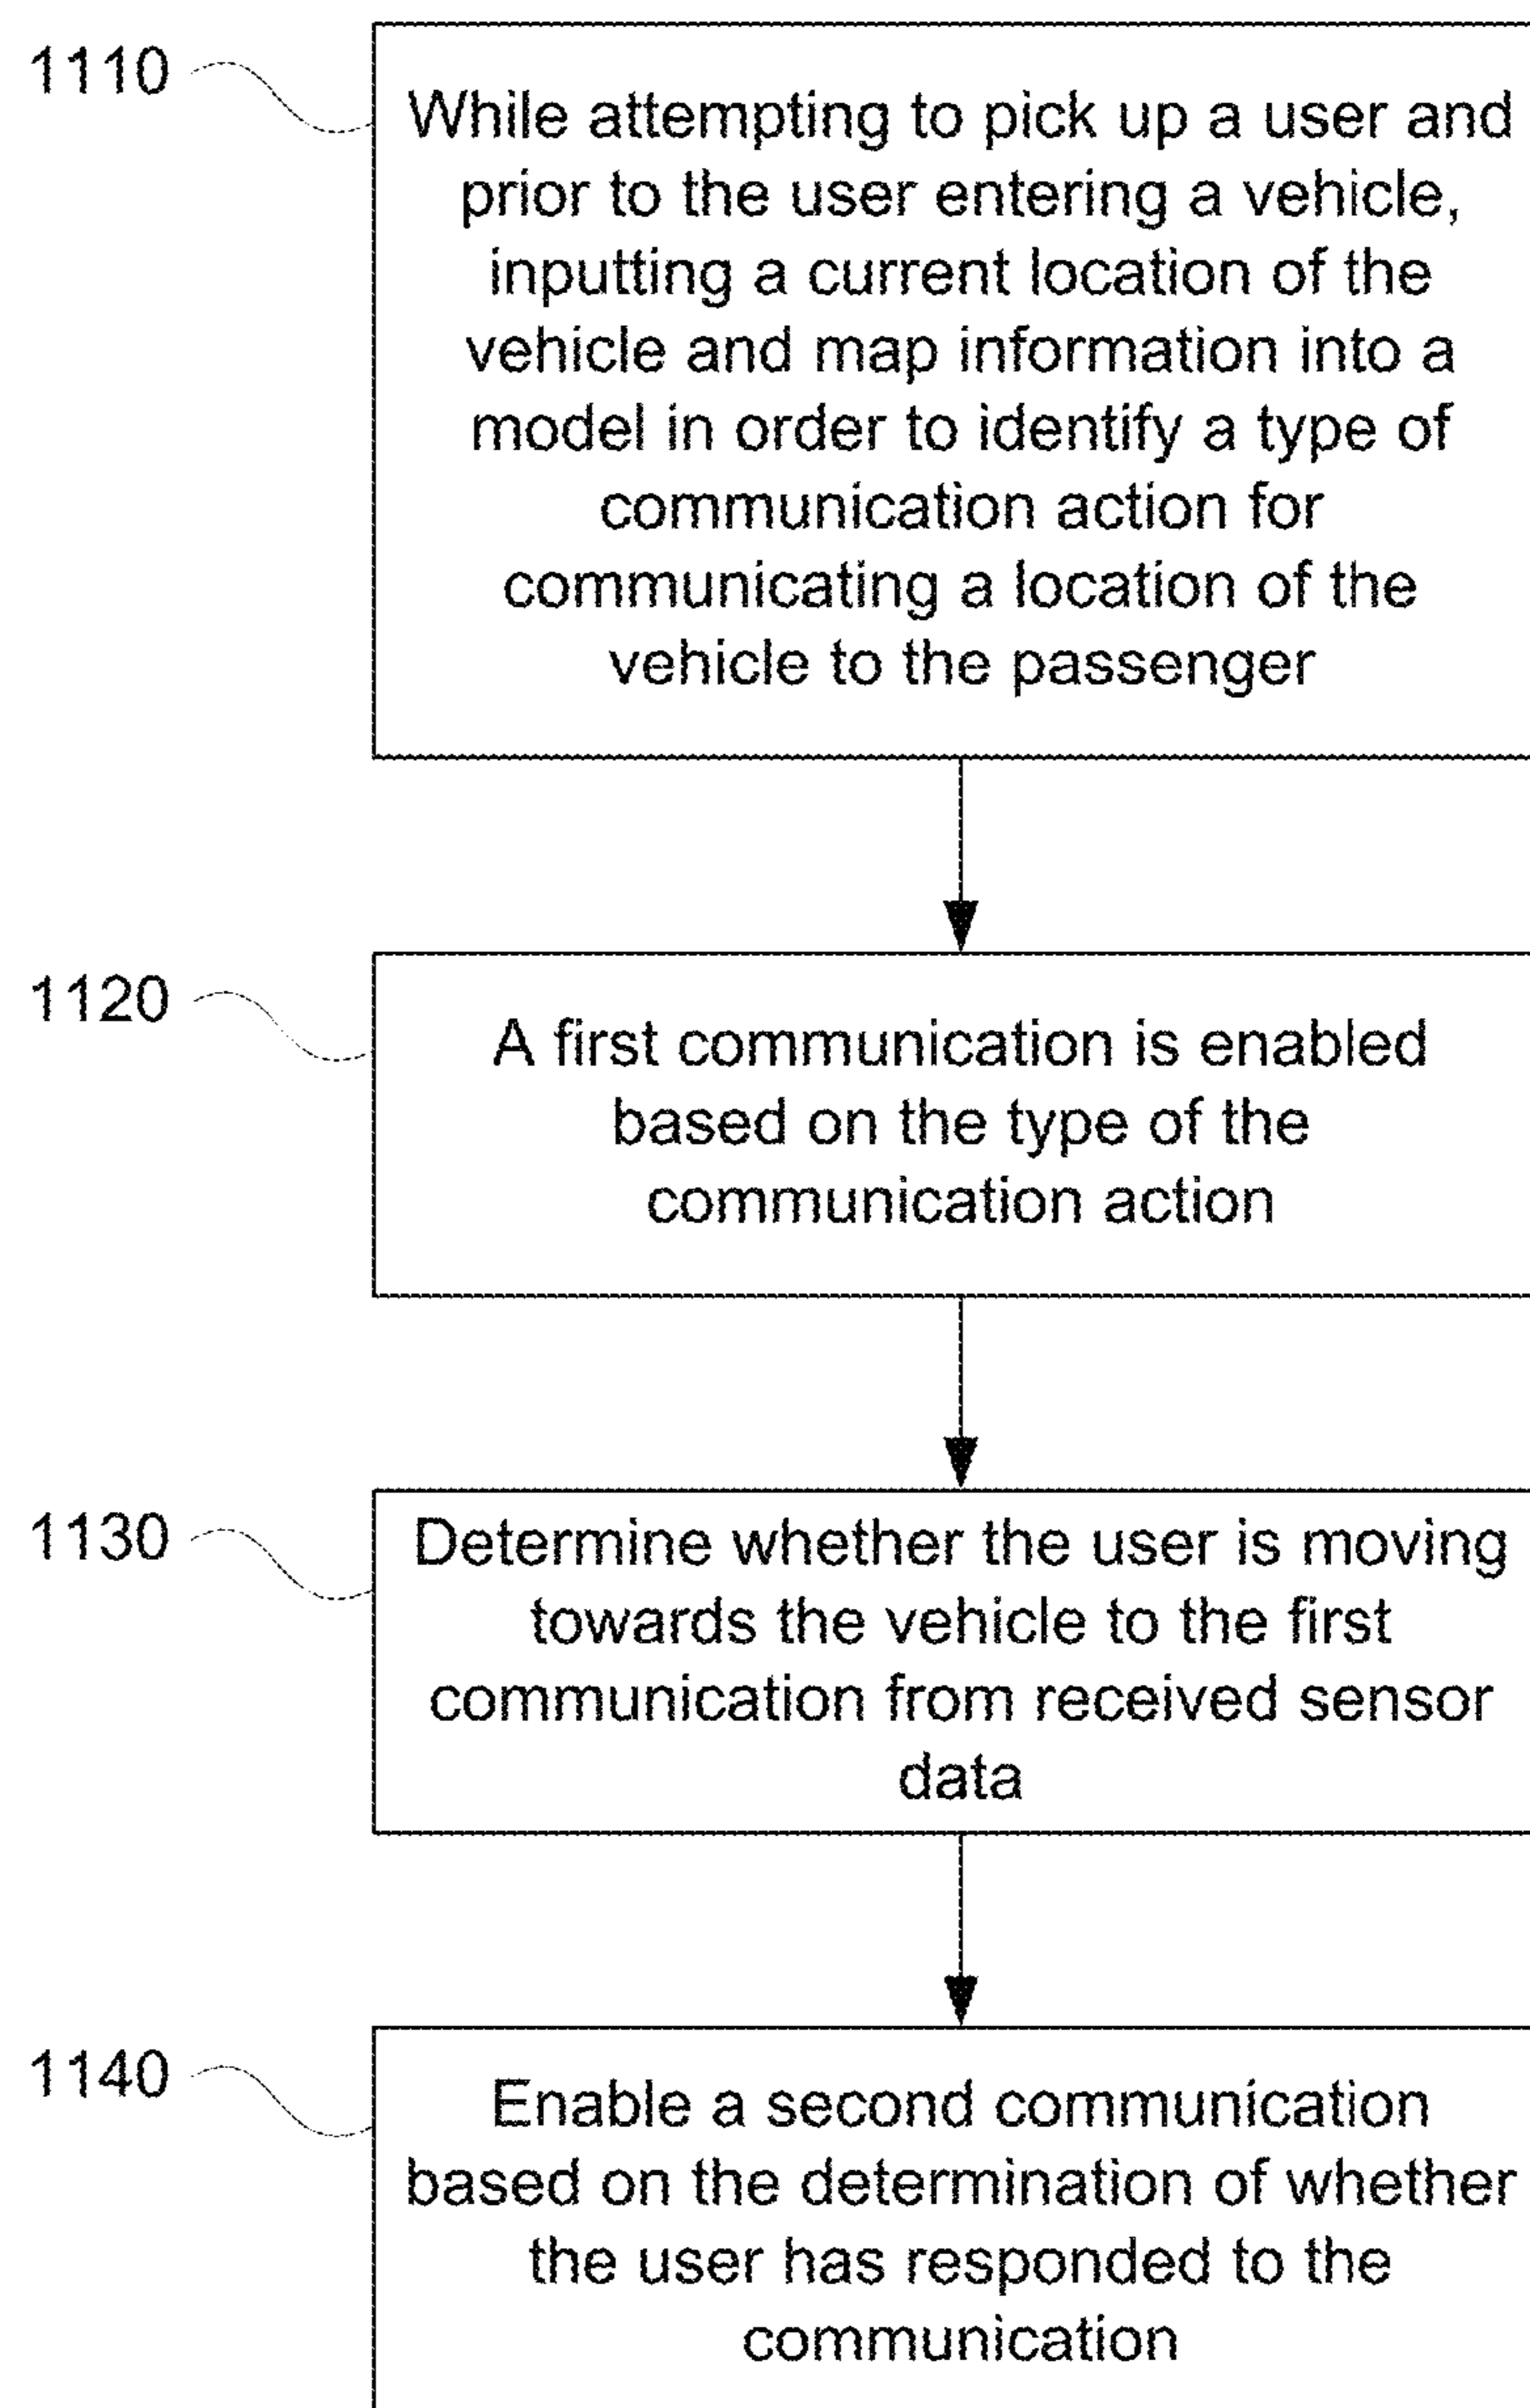 1110
While attempting to pick up a user and
prior to the user entering a vehicle,
inputting a current location of the
vehicle and map information into a
model in order to identify a type of
communication action for
communicating a location of the
vehicle to the passenger
1120
A first communication is enabled
based on the type of the
communication action
1130
Determine whether the user is moving
towards the vehicle to the first
communication from received sensor
data
1140
Enable a second communication
based on the determination of whether
the user has responded to the
communication